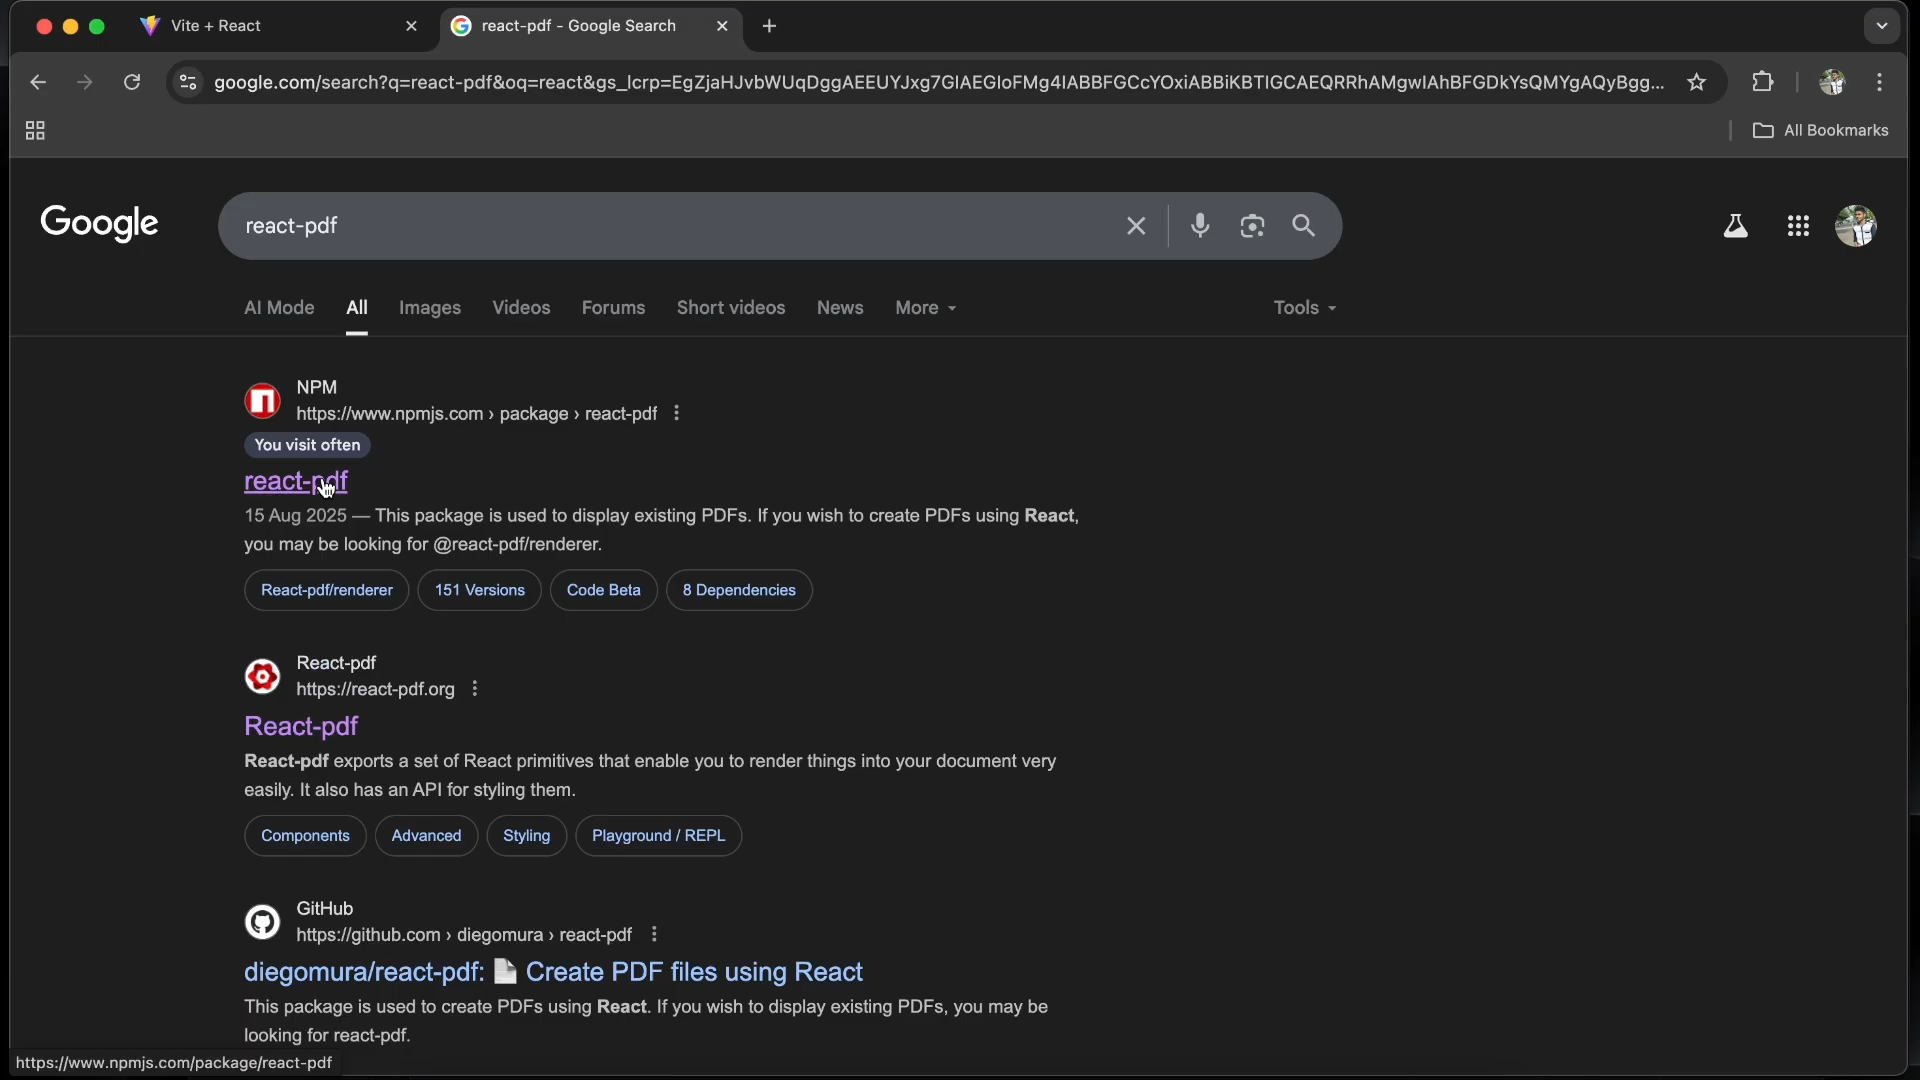 Vite + React
react-pdf - Google Search
google.com/search?q=react-pdf&oq=react&gs_lcrp=EgZjaHJvbWUqDggAEEUYJxg7GIAEGIoFMg4IABBFGCcYOxiABBiKBTIGCAEQRRhAMgwIAhBFGDkYsQMYgAQyBgg...
All Bookmarks
Google
react-pdf
AI Mode
All
Images
Videos
Forums
Short videos
News
More
Tools
NPM
https://www.npmjs.com › package › react-pdf
You visit often
react-pdf
15 Aug 2025 — This package is used to display existing PDFs. If you wish to create PDFs using React,
you may be looking for @react-pdf/renderer.
React-pdf/renderer
151 Versions
Code Beta
8 Dependencies
React-pdf
https://react-pdf.org
React-pdf
React-pdf exports a set of React primitives that enable you to render things into your document very
easily. It also has an API for styling them.
Components
Advanced
Styling
Playground / REPL
GitHub
https://github.com › diegomura › react-pdf
diegomura/react-pdf: 📄 Create PDF files using React
This package is used to create PDFs using React. If you wish to display existing PDFs, you may be
looking for react-pdf.
https://www.npmjs.com/package/react-pdf